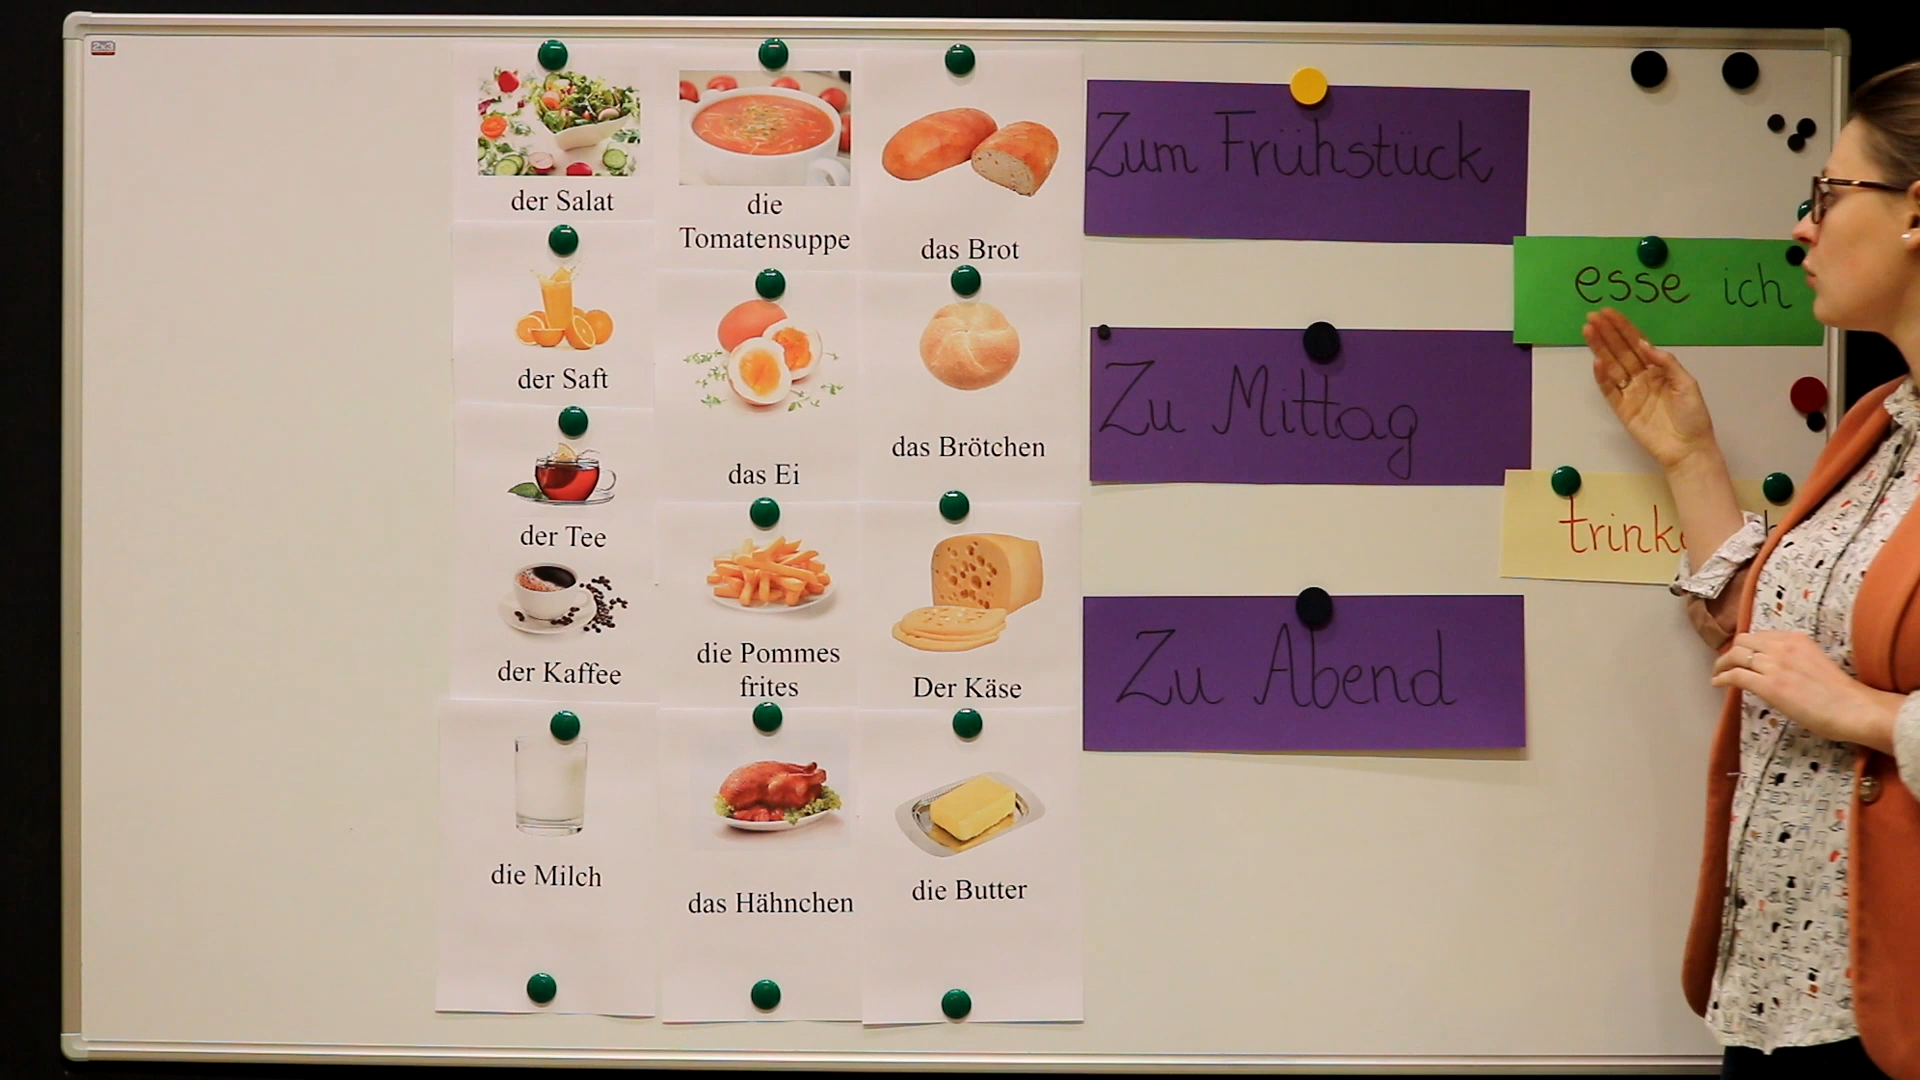 der Salat
der Saft
der Tee
der Kaffee
die Milch
die
Tomatensuppe
das Ei
die Pommes
frites
das Hähnchen
das Brot
das Brötchen
Der Käse
die Butter
Zum Frühstück
Zu Mittag
Zu Abend
esse ich